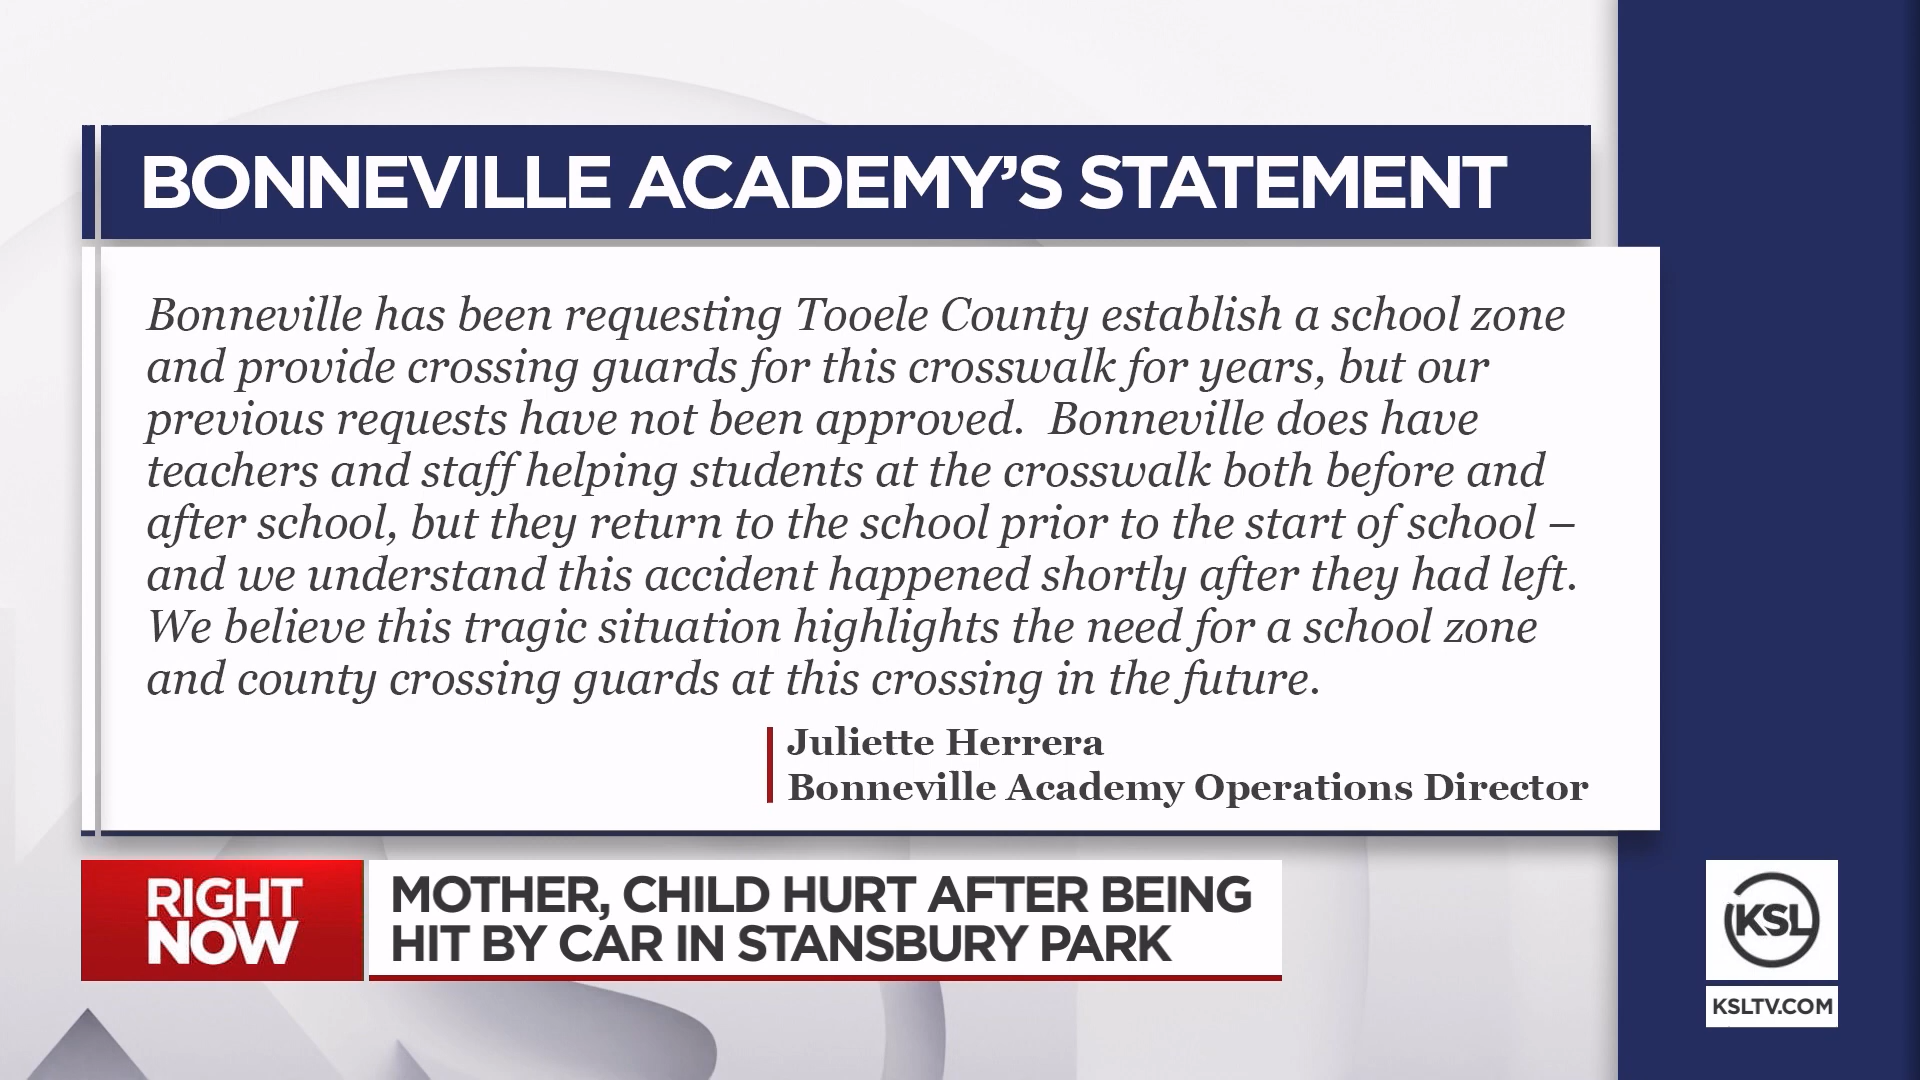 BONNEVILLE ACADEMY’S STATEMENT
Bonneville has been requesting Tooele County establish a school zone
and provide crossing guards for this crosswalk for years, but our
previous requests have not been approved.  Bonneville does have
teachers and staff helping students at the crosswalk both before and
after school, but they return to the school prior to the start of school –
and we understand this accident happened shortly after they had left.
We believe this tragic situation highlights the need for a school zone
and county crossing guards at this crossing in the future.
Juliette Herrera
Bonneville Academy Operations Director
RIGHT
NOW
MOTHER, CHILD HURT AFTER BEING
HIT BY CAR IN STANSBURY PARK
KSL
KSLTV.COM